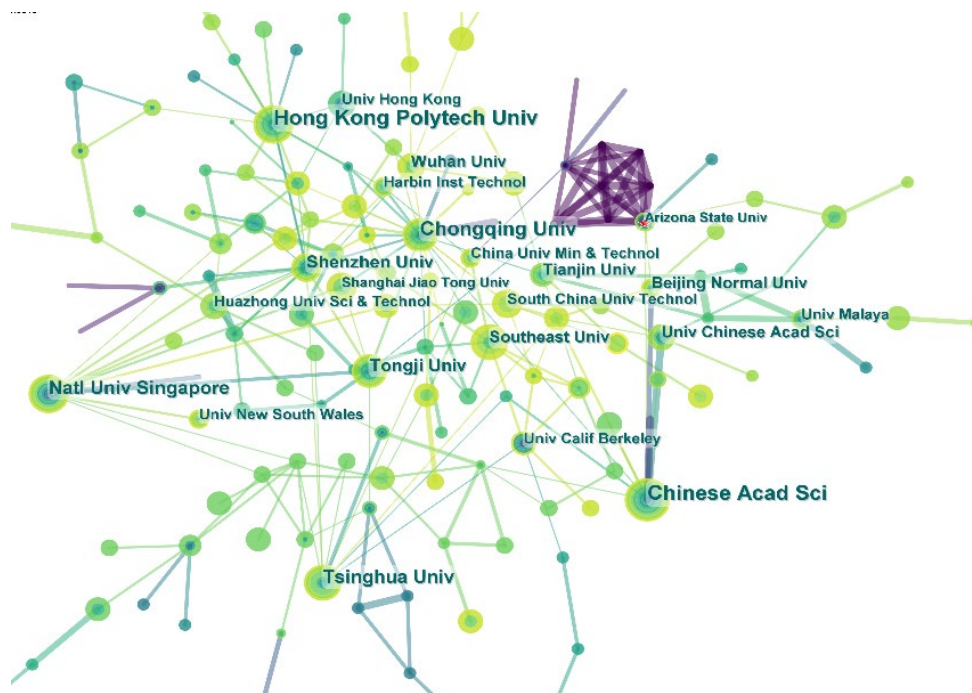 Univ Hong Kong
Hong Kong Polytech Univ
Wuhan Univ
Harbin Inst Technol
Arizona State Univ
Chongqing Univ
China Univ Min & Technol
Shenzhen Univ
Tianjin Univ
Shanghai Jiao Tong Univ
Beijing Normal Univ
Huazhong Univ Sci & Technol
South China Univ Technol
Univ Malaya
Southeast Univ
Univ Chinese Acad Sci
Tongji Univ
Natl Univ Singapore
Univ New South Wales
Univ Calif Berkeley
Chinese Acad Sci
Tsinghua Univ